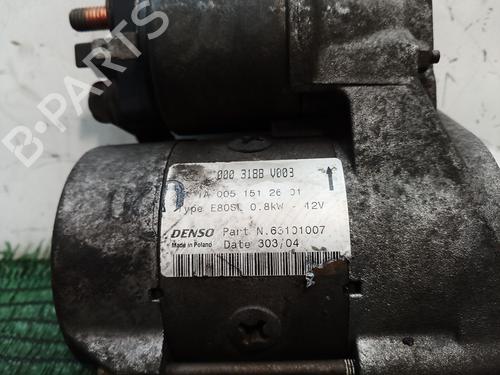 000 3188 V003
A 005 151 26 01
Type E80SL 0.8kW - 12V
DENSO Part N.63101007
Made in Poland Date 303/04
B-PARTS